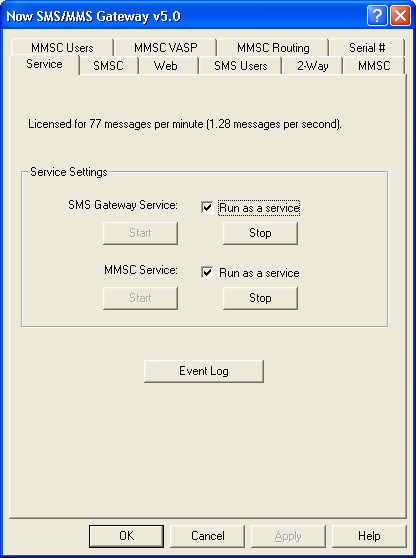 Now SMS/MMS Gateway v5.0
MMSC Users MMSC VASP MMSC Routing Serial #
Service SMSC Web SMS Users 2-Way MMSC
Licensed for 77 messages per minute (1.28 messages per second).
Service Settings
SMS Gateway Service: Run as a service
Start Stop
MMSC Service: Run as a service
Start Stop
Event Log
OK Cancel Apply Help